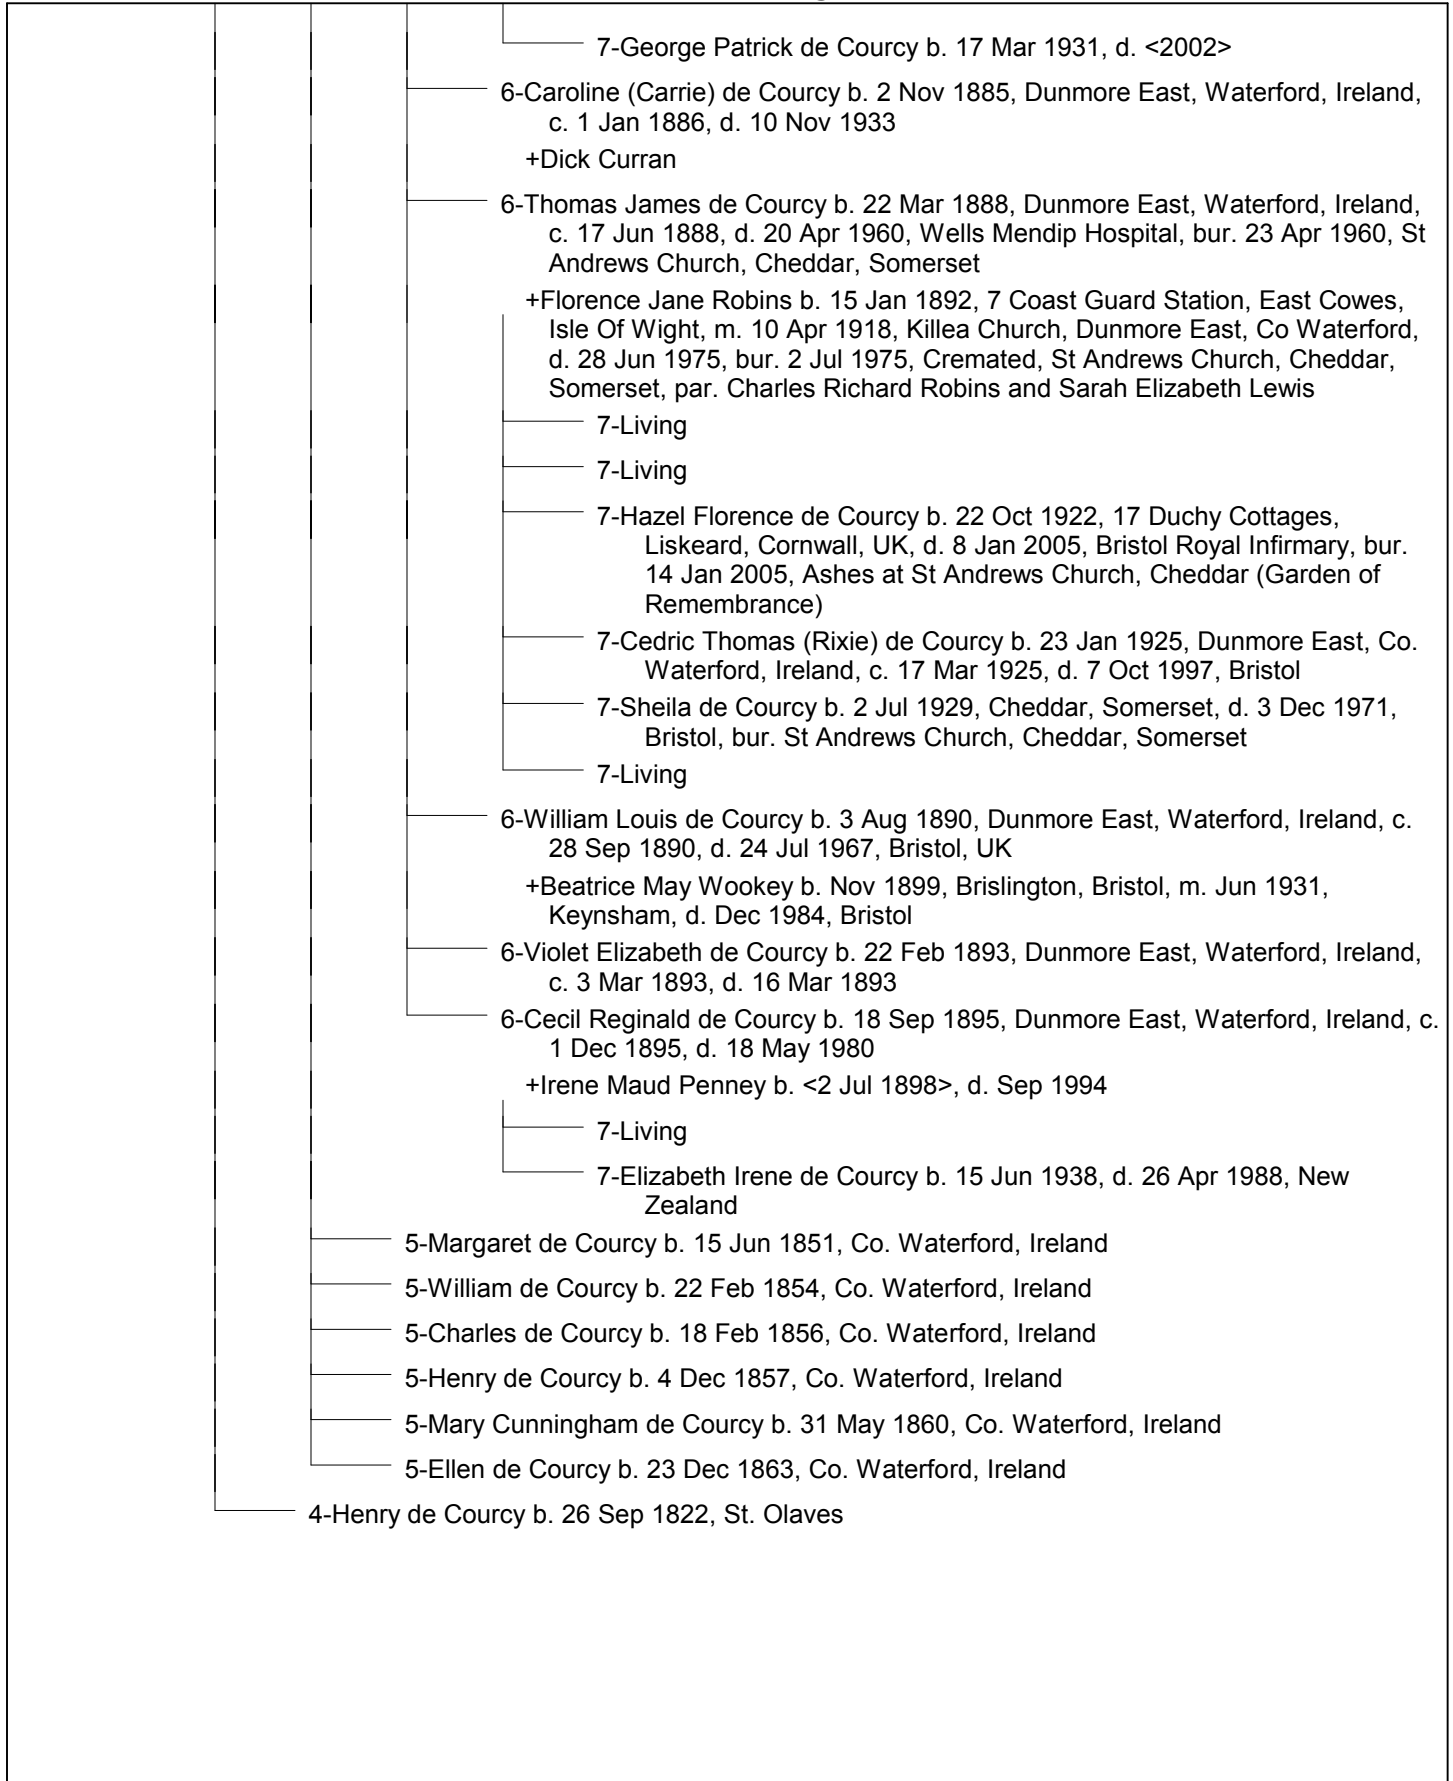 7-George Patrick de Courcy b. 17 Mar 1931, d. <2002>
6-Caroline (Carrie) de Courcy b. 2 Nov 1885, Dunmore East, Waterford, Ireland,
c. 1 Jan 1886, d. 10 Nov 1933
+Dick Curran
6-Thomas James de Courcy b. 22 Mar 1888, Dunmore East, Waterford, Ireland,
c. 17 Jun 1888, d. 20 Apr 1960, Wells Mendip Hospital, bur. 23 Apr 1960, St
Andrews Church, Cheddar, Somerset
+Florence Jane Robins b. 15 Jan 1892, 7 Coast Guard Station, East Cowes,
Isle Of Wight, m. 10 Apr 1918, Killea Church, Dunmore East, Co Waterford,
d. 28 Jun 1975, bur. 2 Jul 1975, Cremated, St Andrews Church, Cheddar,
Somerset, par. Charles Richard Robins and Sarah Elizabeth Lewis
7-Living
7-Living
7-Hazel Florence de Courcy b. 22 Oct 1922, 17 Duchy Cottages,
Liskeard, Cornwall, UK, d. 8 Jan 2005, Bristol Royal Infirmary, bur.
14 Jan 2005, Ashes at St Andrews Church, Cheddar (Garden of
Remembrance)
7-Cedric Thomas (Rixie) de Courcy b. 23 Jan 1925, Dunmore East, Co.
Waterford, Ireland, c. 17 Mar 1925, d. 7 Oct 1997, Bristol
7-Sheila de Courcy b. 2 Jul 1929, Cheddar, Somerset, d. 3 Dec 1971,
Bristol, bur. St Andrews Church, Cheddar, Somerset
7-Living
6-William Louis de Courcy b. 3 Aug 1890, Dunmore East, Waterford, Ireland, c.
28 Sep 1890, d. 24 Jul 1967, Bristol, UK
+Beatrice May Wookey b. Nov 1899, Brislington, Bristol, m. Jun 1931,
Keynsham, d. Dec 1984, Bristol
6-Violet Elizabeth de Courcy b. 22 Feb 1893, Dunmore East, Waterford, Ireland,
c. 3 Mar 1893, d. 16 Mar 1893
6-Cecil Reginald de Courcy b. 18 Sep 1895, Dunmore East, Waterford, Ireland, c.
1 Dec 1895, d. 18 May 1980
+Irene Maud Penney b. <2 Jul 1898>, d. Sep 1994
7-Living
7-Elizabeth Irene de Courcy b. 15 Jun 1938, d. 26 Apr 1988, New
Zealand
5-Margaret de Courcy b. 15 Jun 1851, Co. Waterford, Ireland
5-William de Courcy b. 22 Feb 1854, Co. Waterford, Ireland
5-Charles de Courcy b. 18 Feb 1856, Co. Waterford, Ireland
5-Henry de Courcy b. 4 Dec 1857, Co. Waterford, Ireland
5-Mary Cunningham de Courcy b. 31 May 1860, Co. Waterford, Ireland
5-Ellen de Courcy b. 23 Dec 1863, Co. Waterford, Ireland
4-Henry de Courcy b. 26 Sep 1822, St. Olaves